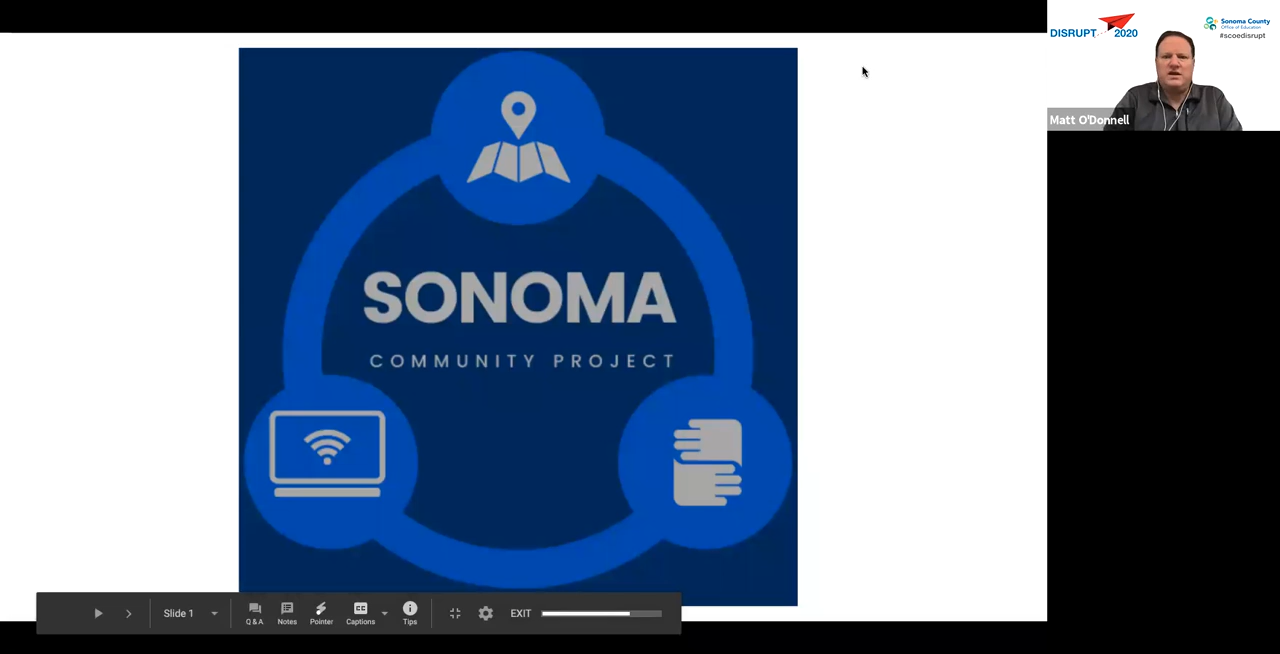 SONOMA
COMMUNITY PROJECT
DISRUPT 2020
Sonoma County
Office of Education
#scoedisrupt
Matt O'Donnell
Slide 1
Q & A
Notes
Pointer
Captions
Tips
EXIT